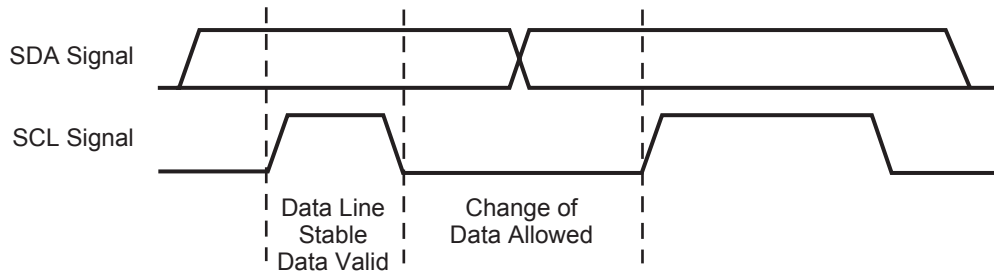 SDA Signal
SCL Signal
Data Line
Stable
Data Valid
Change of
Data Allowed